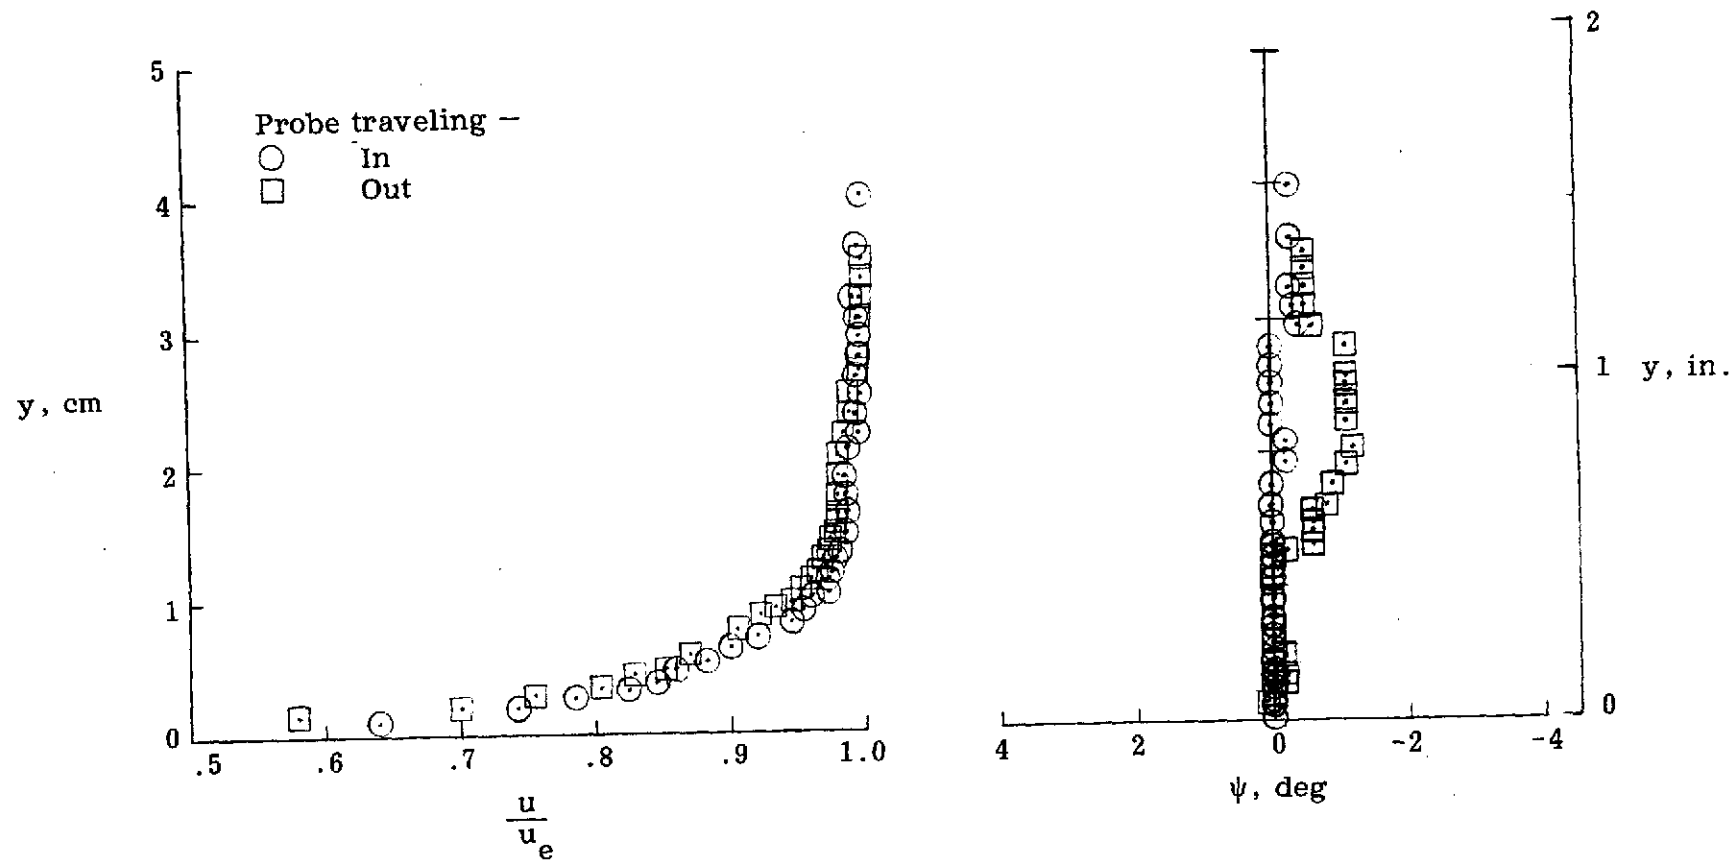 Probe traveling –
In
Out
5
4
3
2
1
0
y, cm
.5 .6 .7 .8 .9 1.0
u
u e
2
1
0
y, in.
4 2 0 -2 -4
ψ, deg